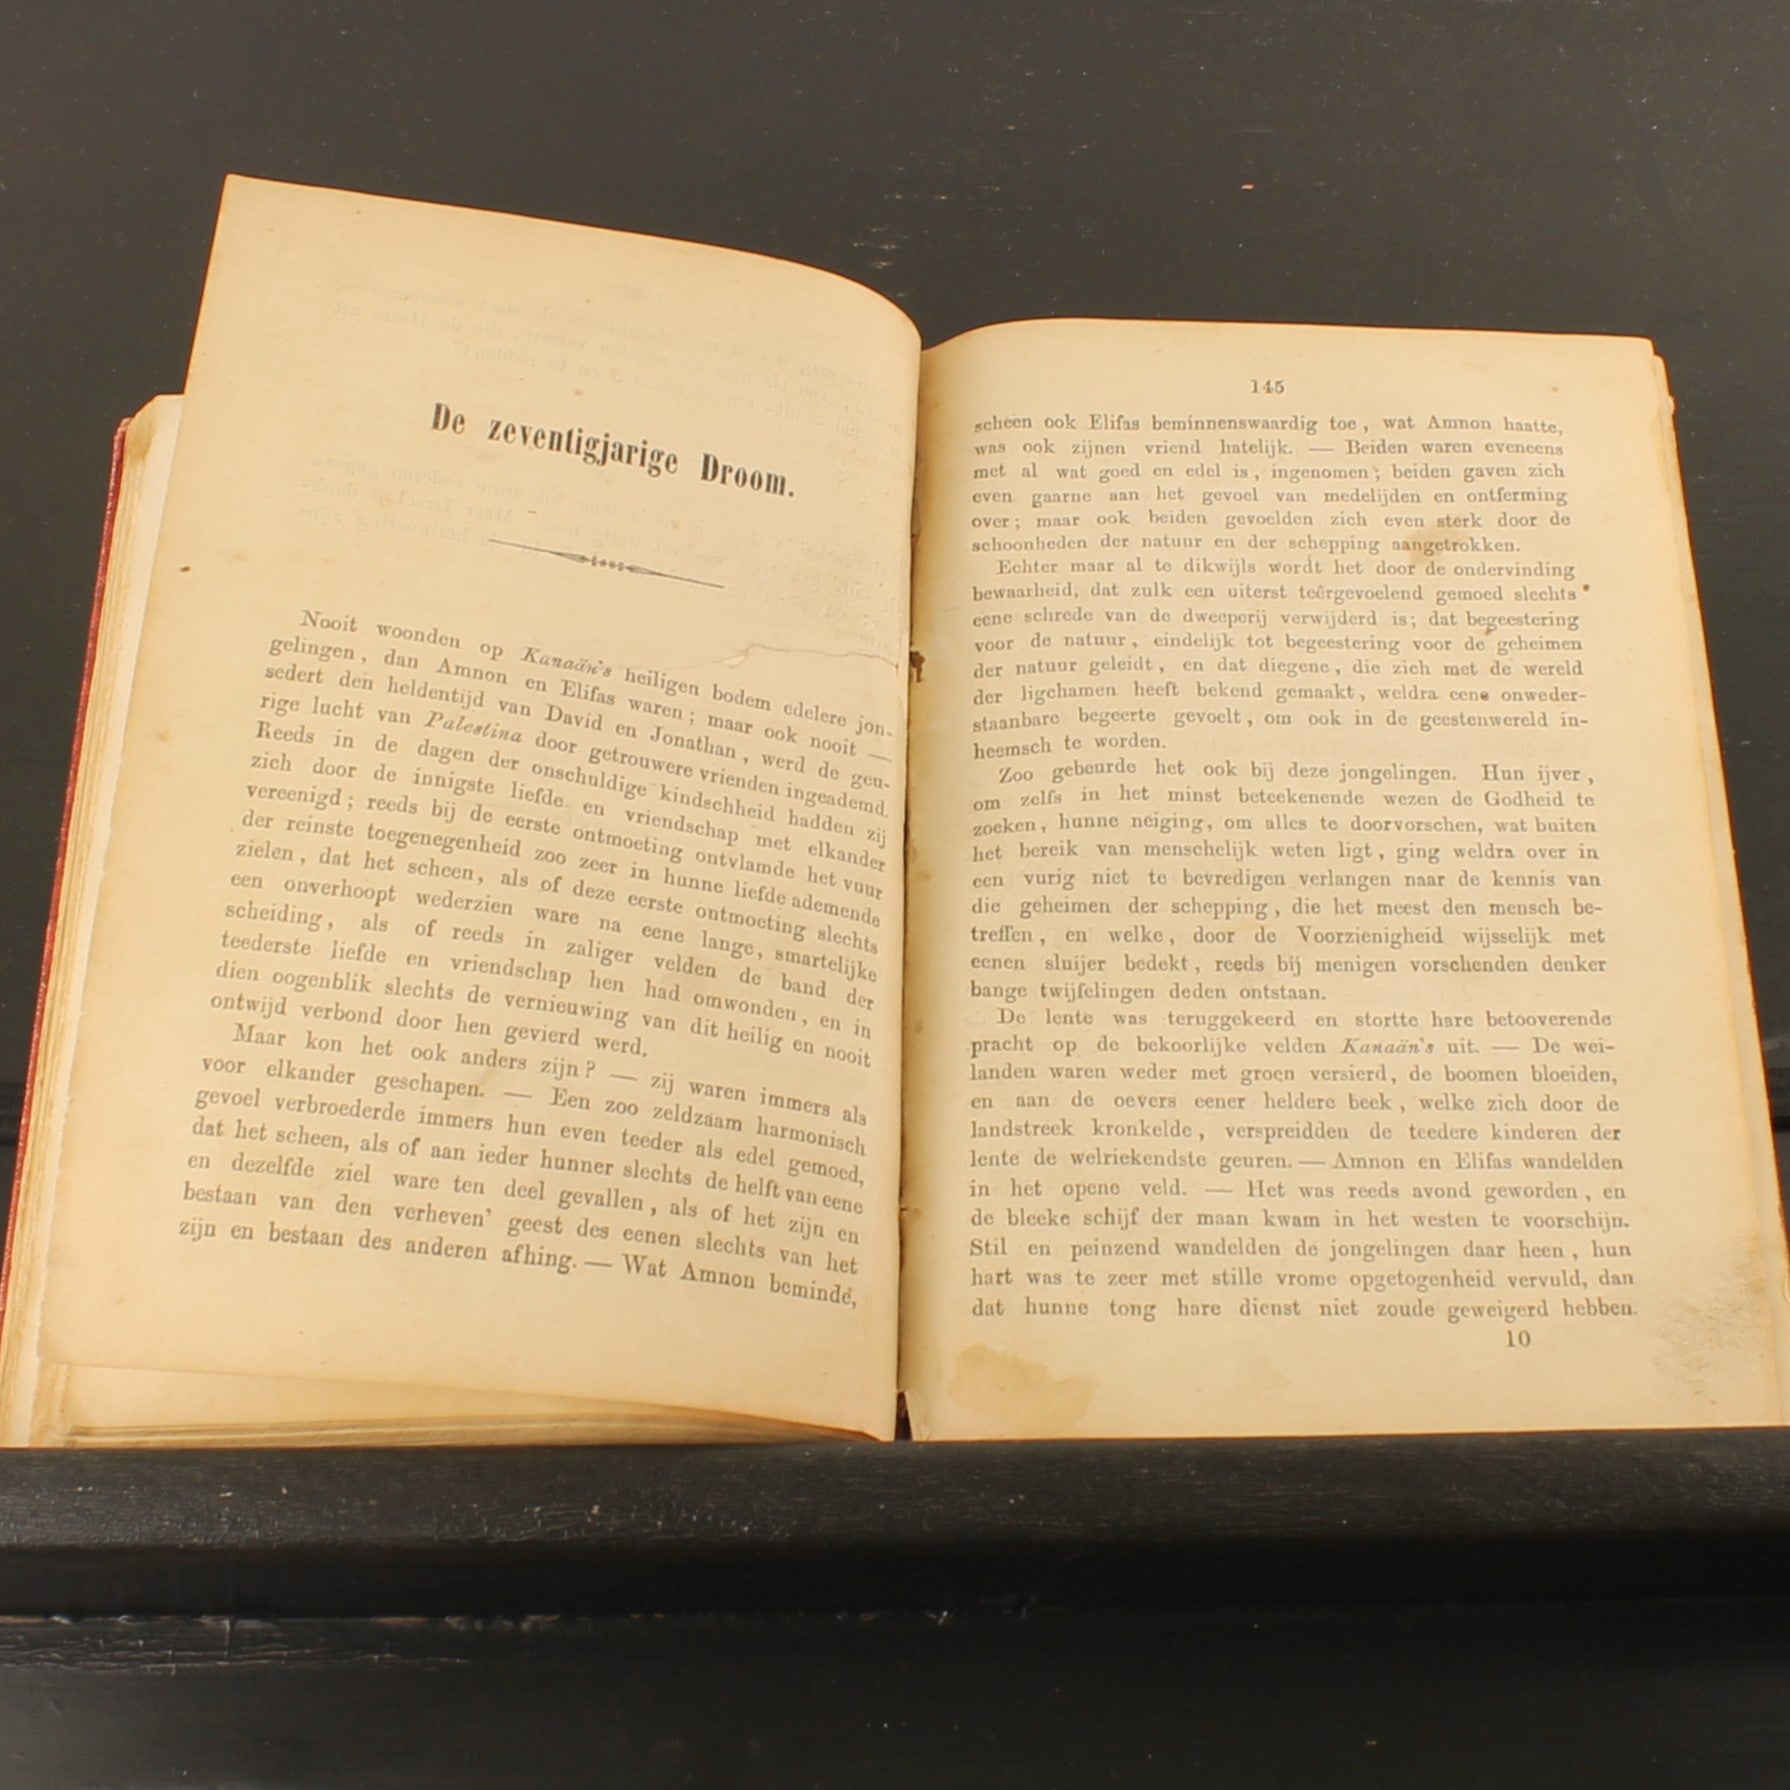 De zeventigjarige Droom.
Nooit woonden op Kanaän's heiligen bodem edelere jon-
gelingen, dan Amnon en Elifas waren; maar ook nooit —
sedert den heldentijd van David en Jonathan, werd de geu-
rige lucht van Palestina door getrouwere vrienden ingeademd.
Reeds in de dagen der onschuldige kindschheid hadden zij
zich door de innigste liefde en vriendschap met elkander
vereenigd; reeds bij de eerste ontmoeting ontvlamde het vuur
der reinste toegenegenheid zoo zeer in hunne liefde ademende
zielen, dat het scheen, als of deze eerste ontmoeting slechts
een onverhoopt wederzien ware na eene lange, smartelijke
scheiding, als of reeds in zaliger velden de band der
teederste liefde en vriendschap hen had omwonden, en in
dien oogenblik slechts de vernieuwing van dit heilig en nooit
ontwijd verbond door hen gevierd werd.
Maar kon het ook anders zijn? — zij waren immers als
voor elkander geschapen. — Een zoo zeldzaam harmonisch
gevoel verbroederde immers hun even teeder als edel gemoed,
dat het scheen, als of aan ieder hunner slechts de helft van eene
en dezelfde ziel ware ten deel gevallen, als of het zijn en
bestaan van den verheven' geest des eenen slechts van het
zijn en bestaan des anderen afhing. — Wat Amnon beminde,
145
scheen ook Elifas beminnenswaardig toe, wat Amnon haatte,
was ook zijnen vriend hatelijk. — Beiden waren eveneens
met al wat goed en edel is, ingenomen; beiden gaven zich
even gaarne aan het gevoel van medelijden en ontferming
over; maar ook beiden gevoelden zich even sterk door de
schoonheden der natuur en der schepping aangetrokken.
Echter maar al te dikwijls wordt het door de ondervinding
bewaarheid, dat zulk een uiterst teêrgevoelend gemoed slechts
eene schrede van de dweeperij verwijderd is; dat begeestering
voor de natuur, eindelijk tot begeestering voor de geheimen
der natuur geleidt, en dat diegene, die zich met de wereld
der ligchamen heeft bekend gemaakt, weldra eene onweder-
staanbare begeerte gevoelt, om ook in de geestenwereld in-
heemsch te worden.
Zoo gebeurde het ook bij deze jongelingen. Hun ijver,
om zelfs in het minst beteekenende wezen de Godheid te
zoeken, hunne neiging, om alles te doorvorschen, wat buiten
het bereik van menschelijk weten ligt, ging weldra over in
een vurig niet te bevredigen verlangen naar de kennis van
die geheimen der schepping, die het meest den mensch be-
treffen, en welke, door de Voorzienigheid wijsselijk met
eenen sluijer bedekt, reeds bij menigen vorschenden denker
bange twijfelingen deden ontstaan.
De lente was teruggekeerd en stortte hare betooverende
pracht op de bekoorlijke velden Kanaän's uit. — De wei-
landen waren weder met groen versierd, de boomen bloeiden,
en aan de oevers eener heldere beek, welke zich door de
landstreek kronkelde, verspreidden de teedere kinderen der
lente de welriekendste geuren. — Amnon en Elifas wandelden
in het opene veld. — Het was reeds avond geworden, en
de bleeke schijf der maan kwam in het westen te voorschijn.
Stil en peinzend wandelden de jongelingen daar heen, hun
hart was te zeer met stille vrome opgetogenheid vervuld, dan
dat hunne tong hare dienst niet zoude geweigerd hebben.
10